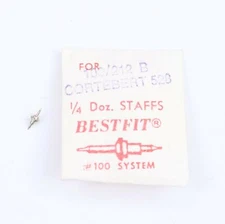 FOR
CORTEBERT 528
1/4 Doz. STAFFS
BESTFIT®
#100 SYSTEM